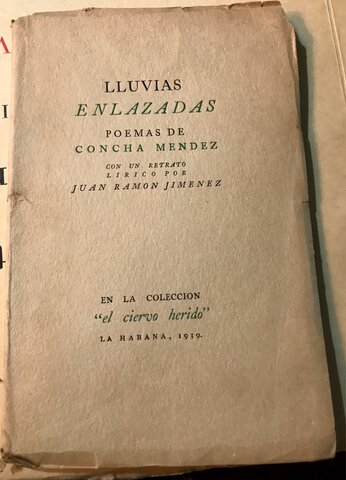 LLUVIAS
ENLAZADAS
POEMAS DE
CONCHA MENDEZ
CON UN RETRATO
LIRICO POR
JUAN RAMON JIMENEZ
EN LA COLECCION
"el ciervo herido"
LA HABANA, 1939.